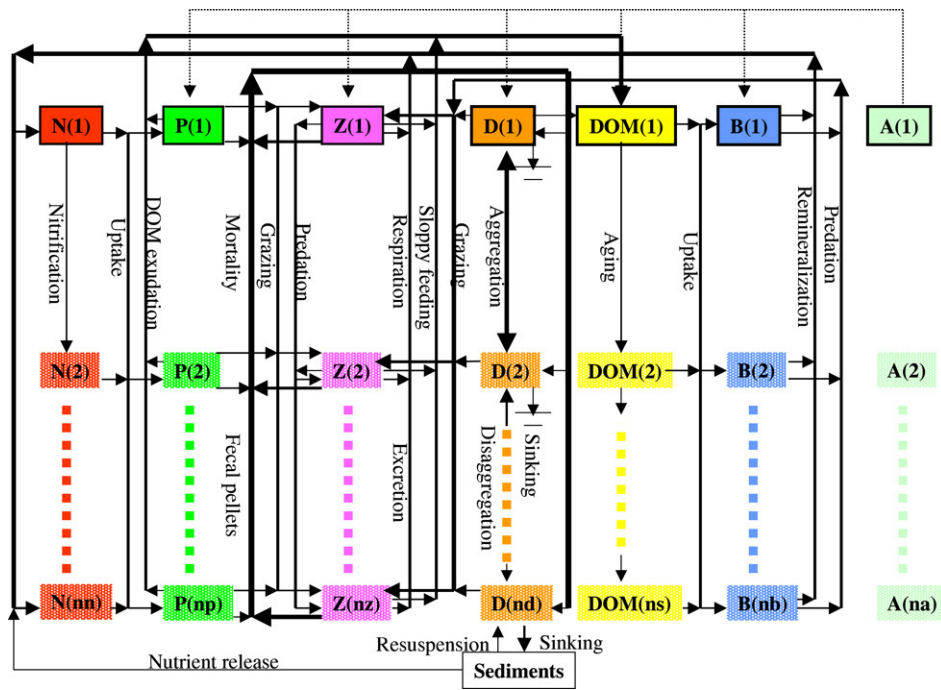 N(1) P(1) Z(1) D(1) DOM(1) B(1) A(1)
Nitrification
Uptake
DOM exudation
Mortality
Grazing
Predation
Respiration
Sloppy feeding
Grazing
Aggregation
Aging
Uptake
Remineralization
Predation
N(2) P(2) Z(2) D(2) DOM(2) B(2) A(2)
Fecal pellets
Excretion
Disaggregation
Sinking
N(nn) P(np) Z(nz) D(nd) DOM(ns) B(nb) A(na)
Resuspension
Sinking
Nutrient release
Sediments